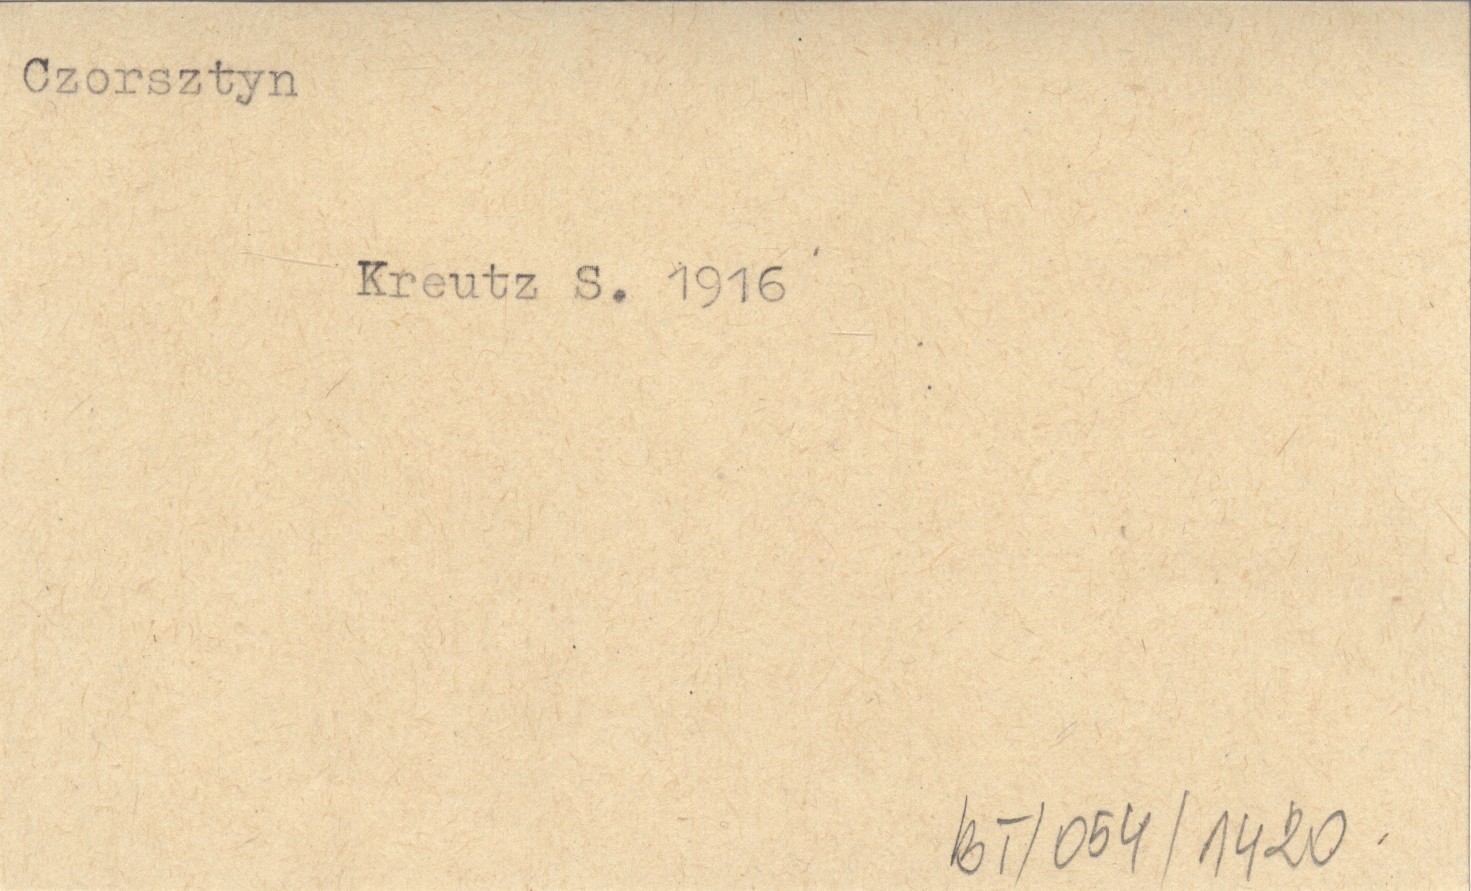 Czorsztyn
Kreutz S. 1916
BT/054/1420